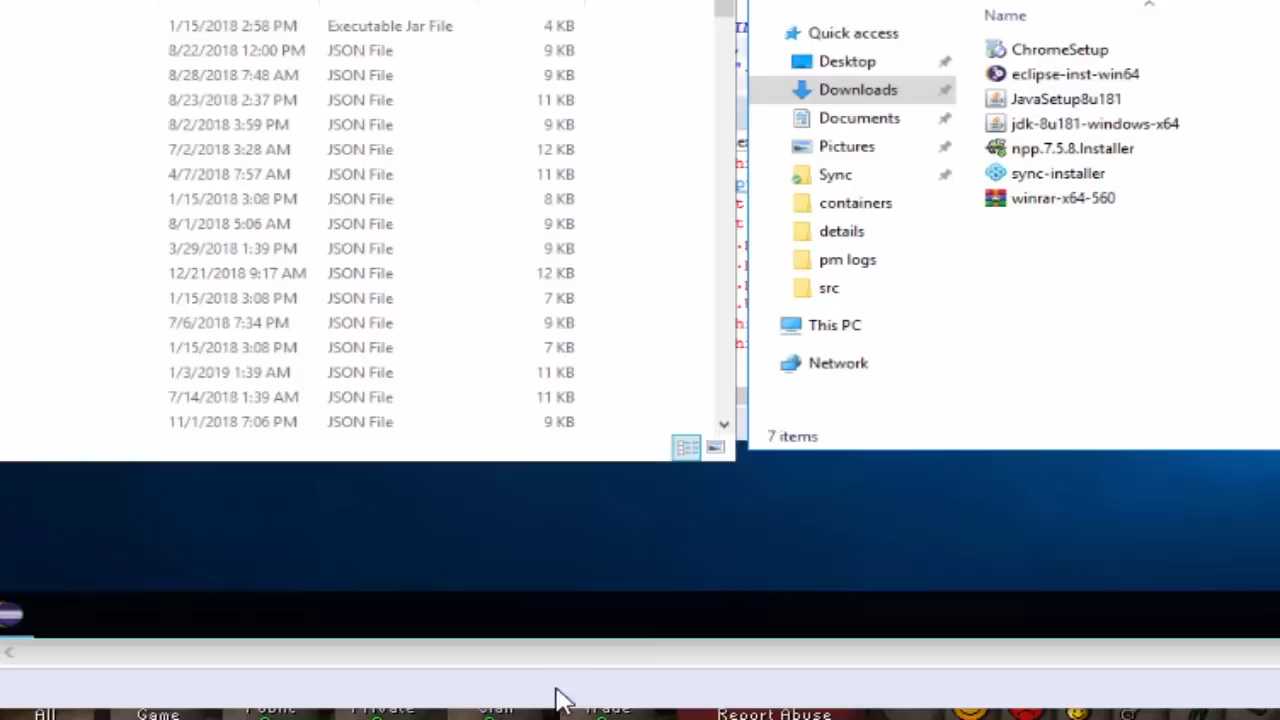 1/15/2018 2:58 PM Executable Jar File 4 KB
8/22/2018 12:00 PM JSON File 9 KB
8/28/2018 7:48 AM JSON File 9 KB
8/23/2018 2:37 PM JSON File 11 KB
8/2/2018 3:59 PM JSON File 9 KB
7/2/2018 3:28 AM JSON File 12 KB
4/7/2018 7:57 AM JSON File 11 KB
1/15/2018 3:08 PM JSON File 8 KB
8/1/2018 5:06 AM JSON File 9 KB
3/29/2018 1:39 PM JSON File 9 KB
12/21/2018 9:17 AM JSON File 12 KB
1/15/2018 3:08 PM JSON File 7 KB
7/6/2018 7:34 PM JSON File 9 KB
1/15/2018 3:08 PM JSON File 7 KB
1/3/2019 1:39 AM JSON File 11 KB
7/14/2018 1:39 AM JSON File 11 KB
11/1/2018 7:06 PM JSON File 9 KB
Quick access
Desktop
Downloads
Documents
Pictures
Sync
containers
details
pm logs
src
This PC
Network
7 items
Name
ChromeSetup
eclipse-inst-win64
JavaSetup8u181
jdk-8u181-windows-x64
npp.7.5.8.Installer
sync-installer
winrar-x64-560
All Game Public Private Clan Trade Report Abuse